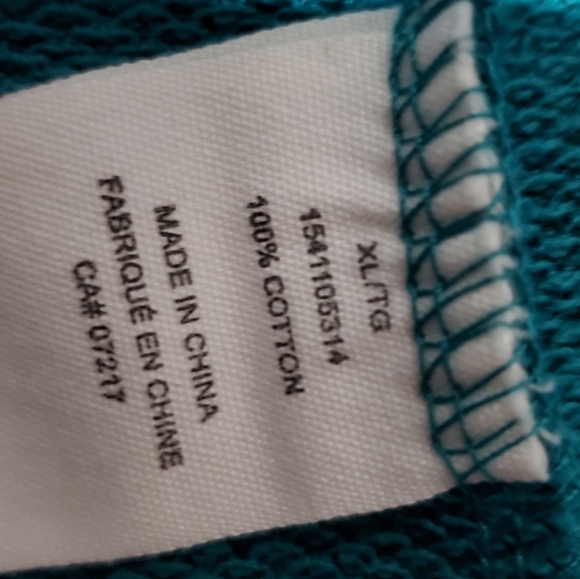 XL/TG
1541105314
100% COTTON
MADE IN CHINA
FABRIQUÉ EN CHINE
CA# 07217